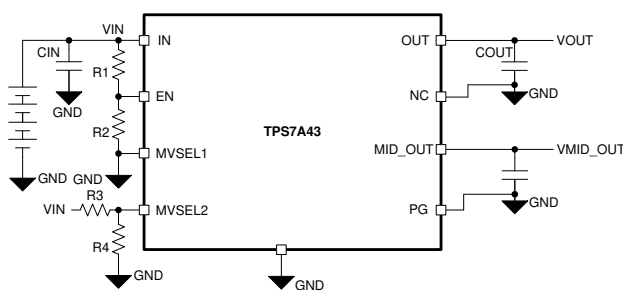 VIN
IN
OUT
VOUT
CIN
COUT
R1
GND
EN
NC
GND
R2
TPS7A43
MVSEL1
MID_OUT
VMID_OUT
GND
GND
R3
VIN
MVSEL2
PG
GND
R4
GND
GND